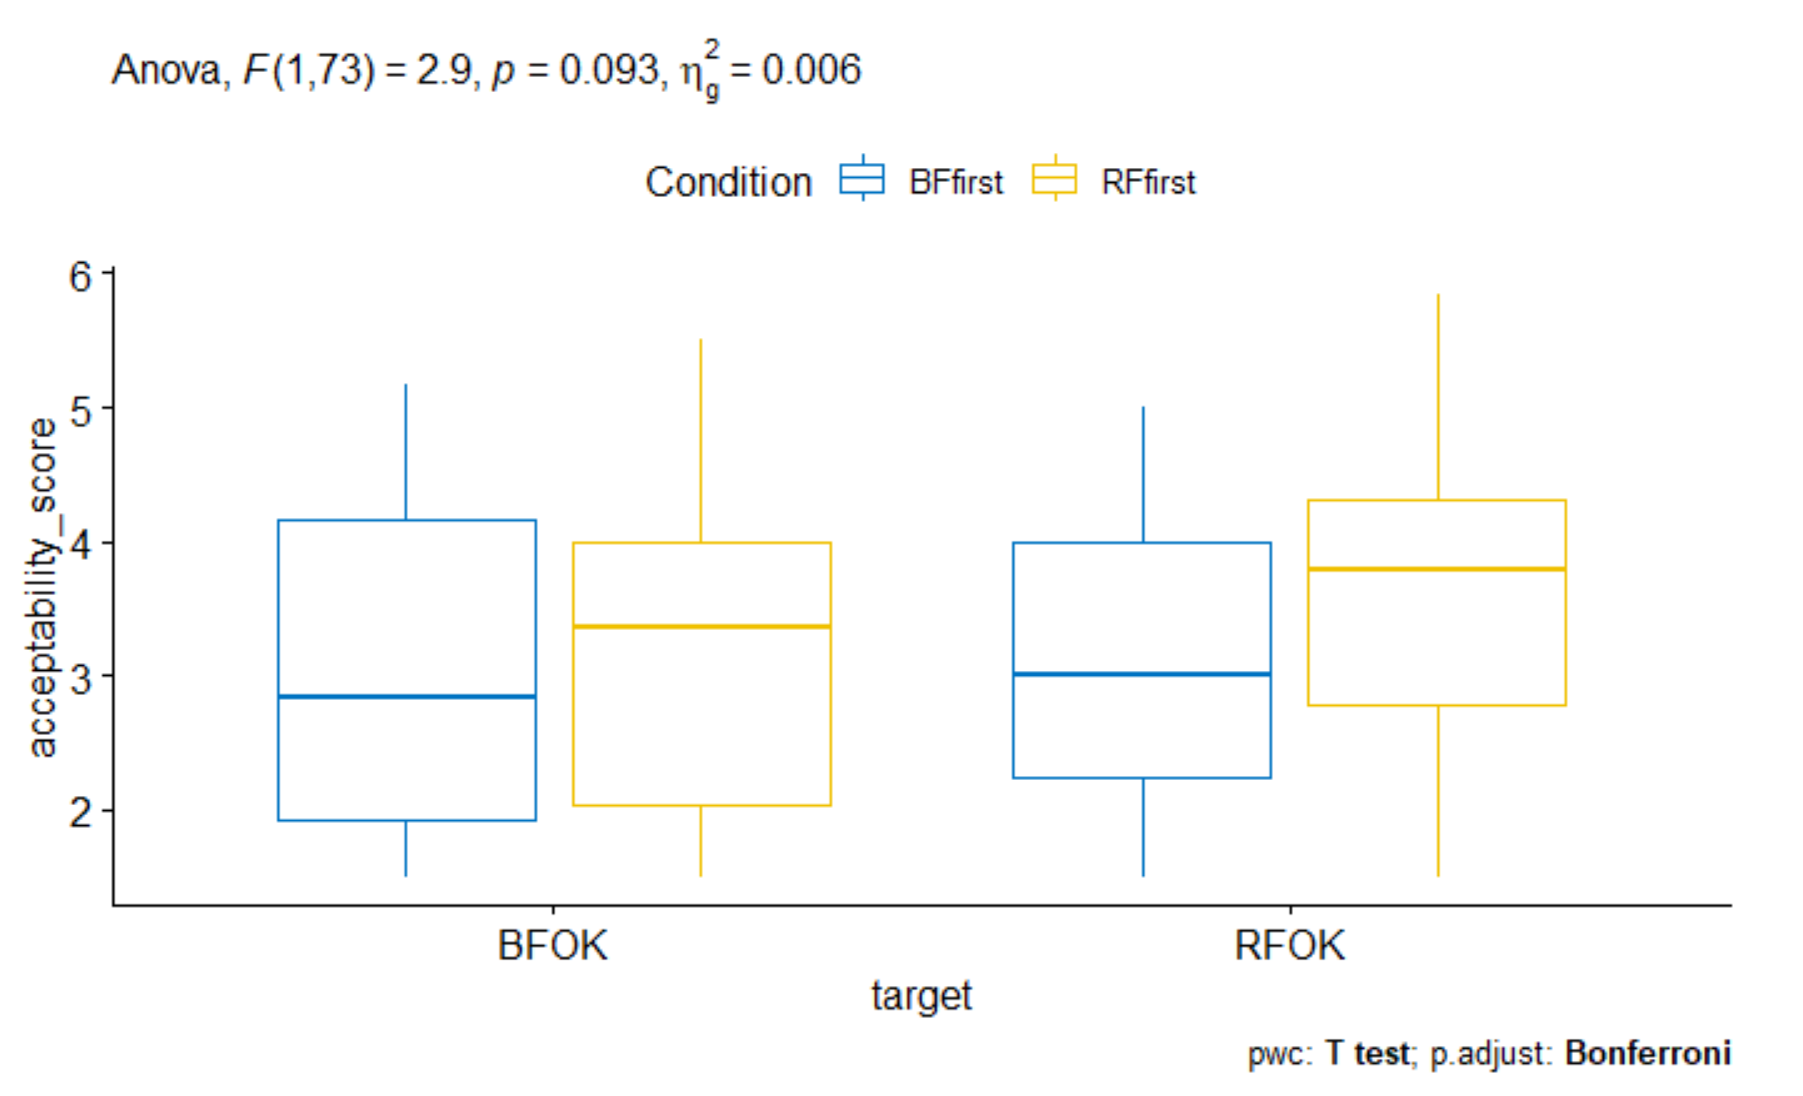 Anova, F(1,73) = 2.9, p = 0.093, η²g = 0.006
Condition BFfirst RFfirst
6
5
4
3
2
acceptability_score
BFOK RFOK
target
pwc: T test; p.adjust: Bonferroni